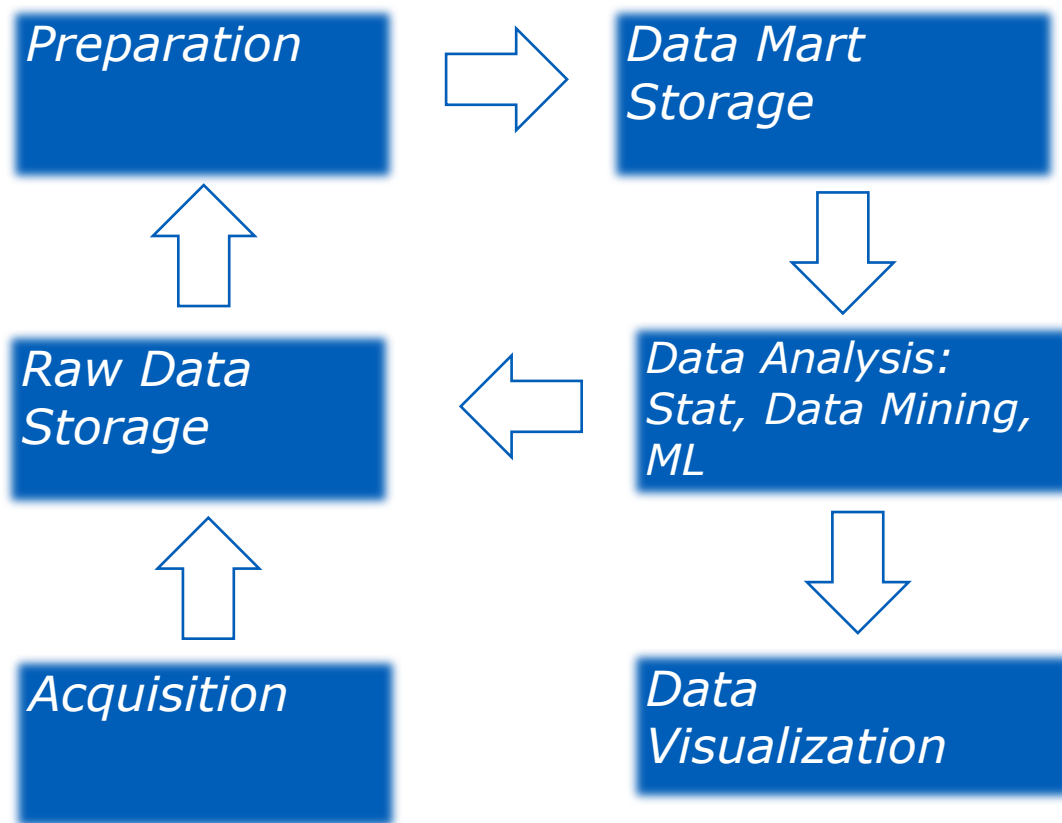 Preparation
Data Mart
Storage
Raw Data
Storage
Data Analysis:
Stat, Data Mining,
ML
Acquisition
Data
Visualization